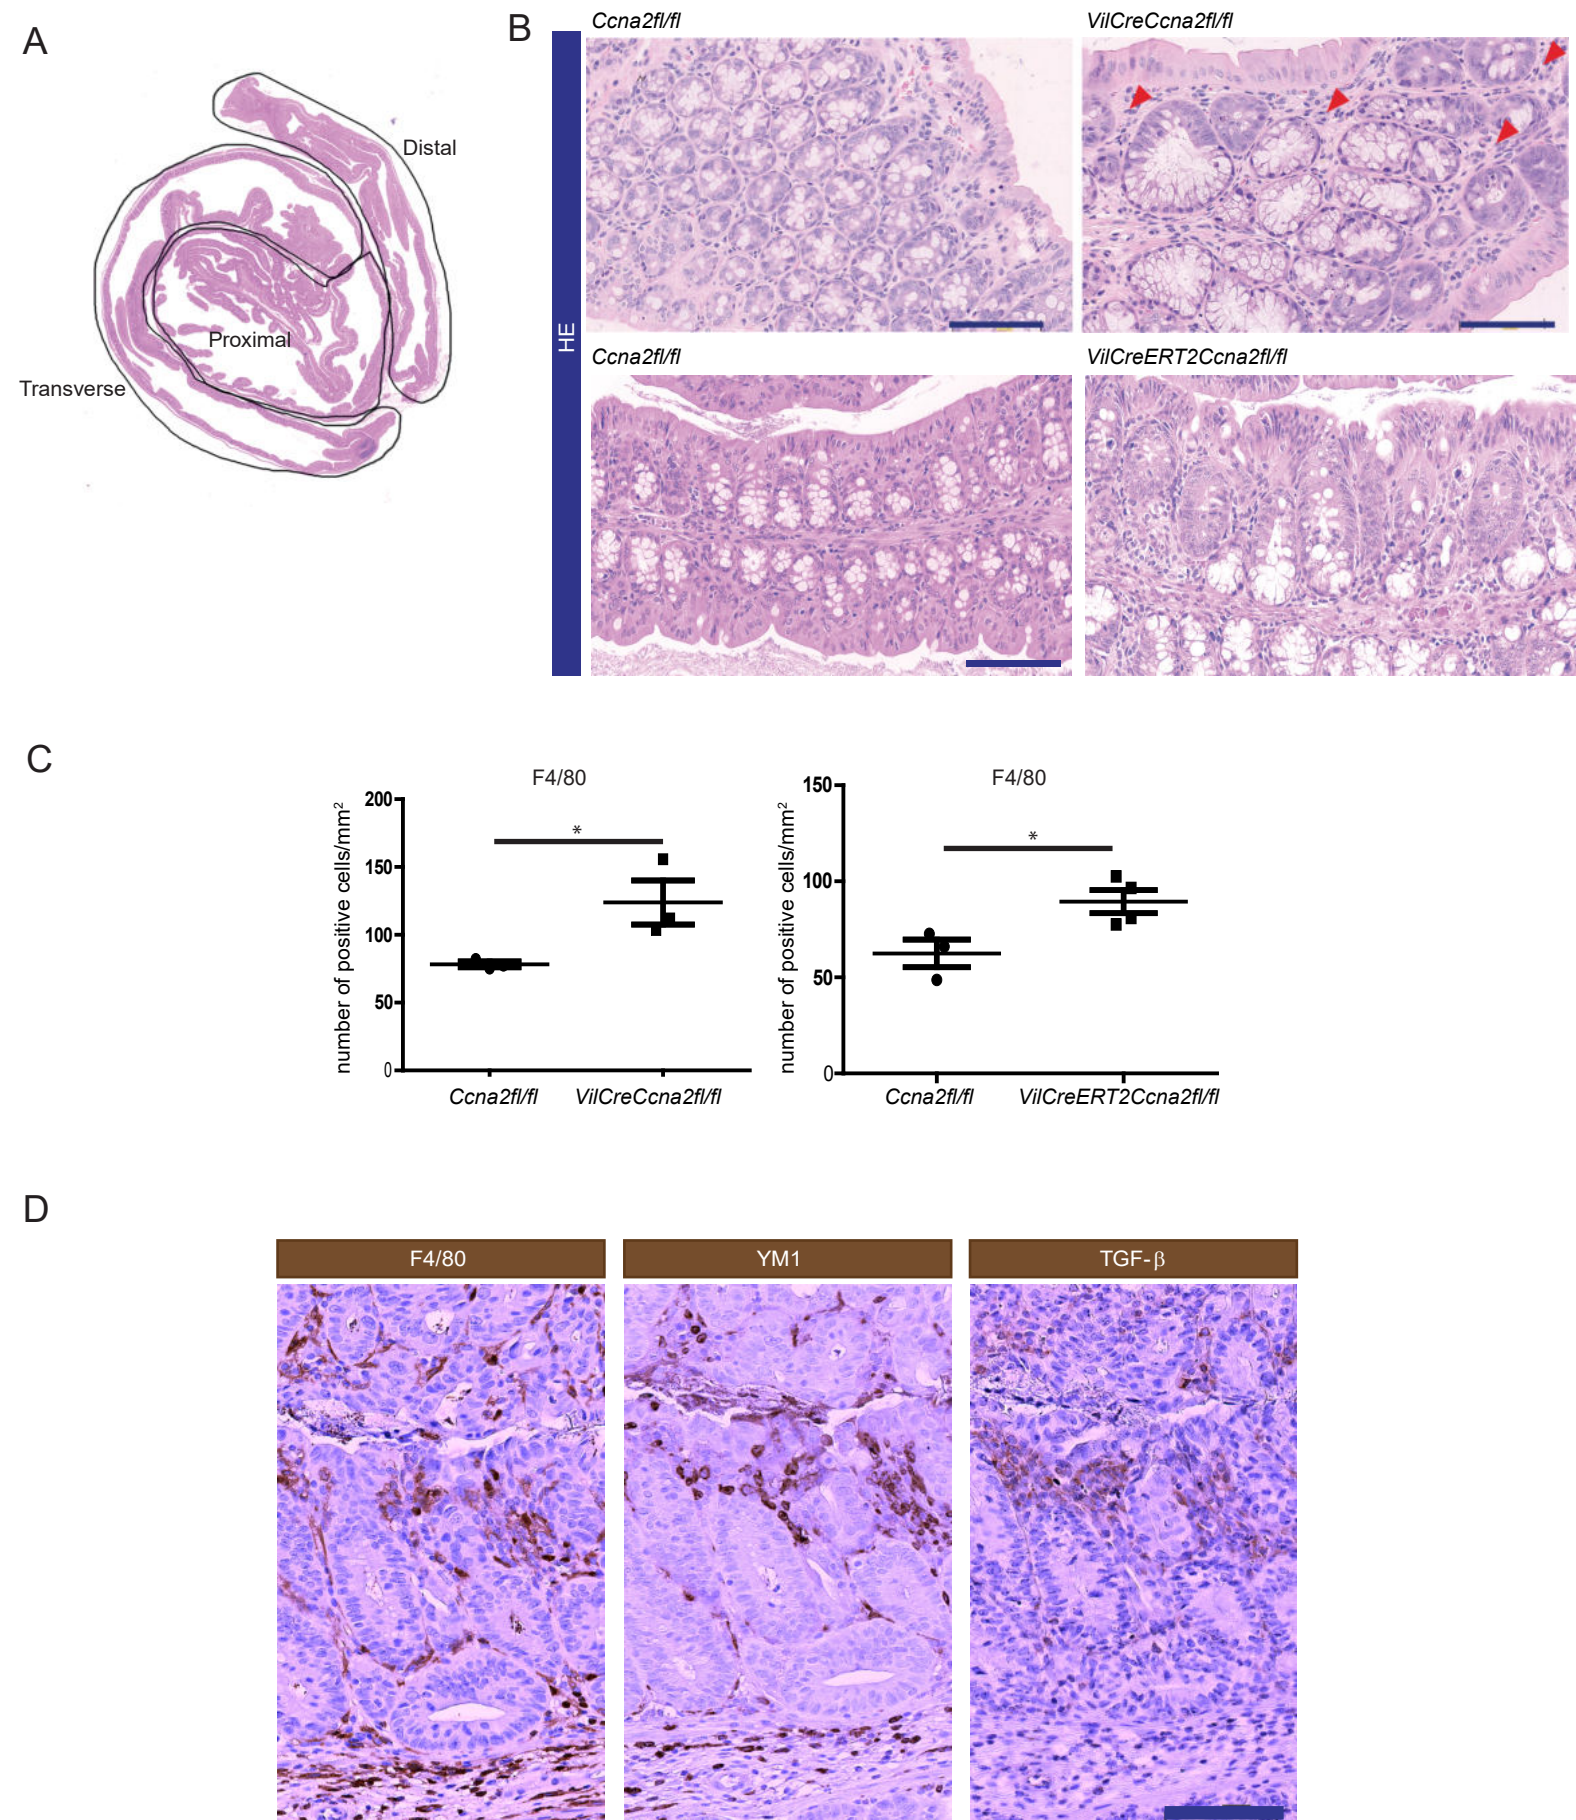 A
Distal
Proximal
Transverse
B
HE
Ccna2fl/fl
VilCreCcna2fl/fl
Ccna2fl/fl
VilCreERT2Ccna2fl/fl
C
F4/80
number of positive cells/mm²
200
150
100
50
0
*
Ccna2fl/fl
VilCreCcna2fl/fl
F4/80
number of positive cells/mm²
150
100
50
0
*
Ccna2fl/fl
VilCreERT2Ccna2fl/fl
D
F4/80
YM1
TGF-β